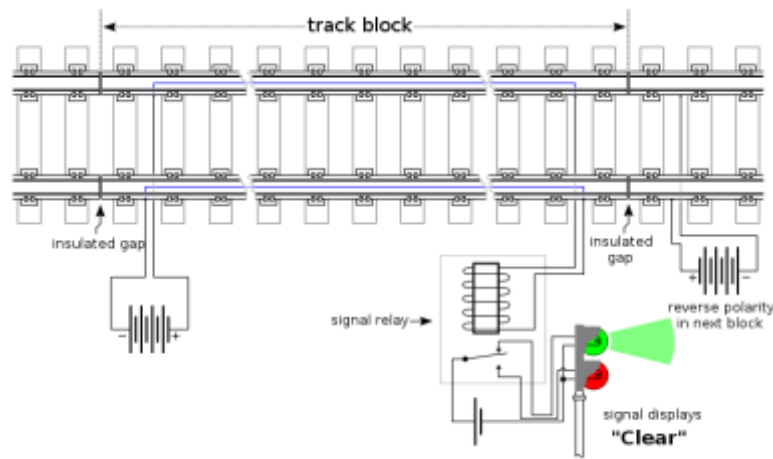 track block
insulated gap
insulated
gap
− +
+ −
reverse polarity
in next block
signal relay
signal displays
"Clear"